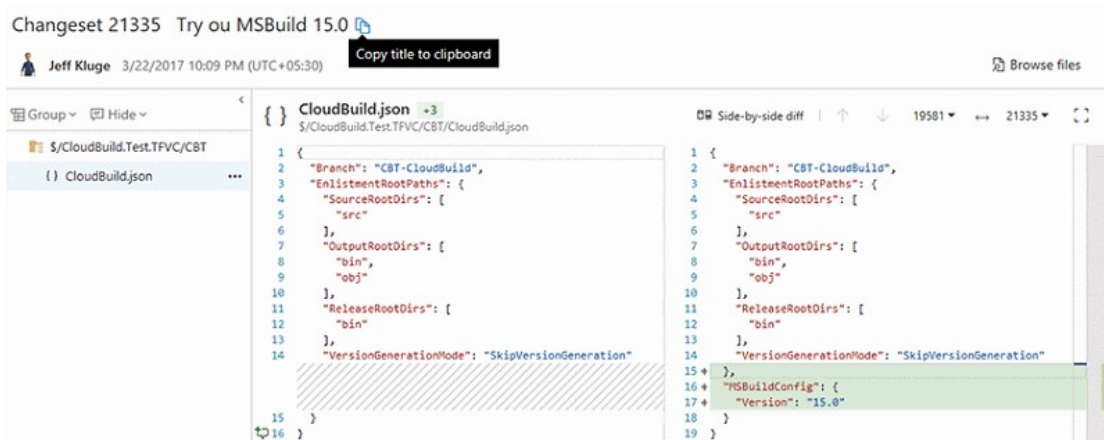 Changeset 21335 Try ou MSBuild 15.0
Copy title to clipboard
Jeff Kluge 3/22/2017 10:09 PM (UTC+05:30)
Browse files
Group Hide
$/CloudBuild.Test.TFVC/CBT
{ } CloudBuild.json ...
{ } CloudBuild.json +3
$/CloudBuild.Test.TFVC/CBT/CloudBuild.json
Side-by-side diff 19581 21335
1 {
2 "Branch": "CBT-CloudBuild",
3 "EnlistmentRootPaths": {
4 "SourceRootDirs": [
5 "src"
6 ],
7 "OutputRootDirs": [
8 "bin",
9 "obj"
10 ],
11 "ReleaseRootDirs": [
12 "bin"
13 ],
14 "VersionGenerationMode": "SkipVersionGeneration"
15 }
16 }
1 {
2 "Branch": "CBT-CloudBuild",
3 "EnlistmentRootPaths": {
4 "SourceRootDirs": [
5 "src"
6 ],
7 "OutputRootDirs": [
8 "bin",
9 "obj"
10 ],
11 "ReleaseRootDirs": [
12 "bin"
13 ],
14 "VersionGenerationMode": "SkipVersionGeneration"
15 + },
16 + "MSBuildConfig": {
17 + "Version": "15.0"
18 }
19 }